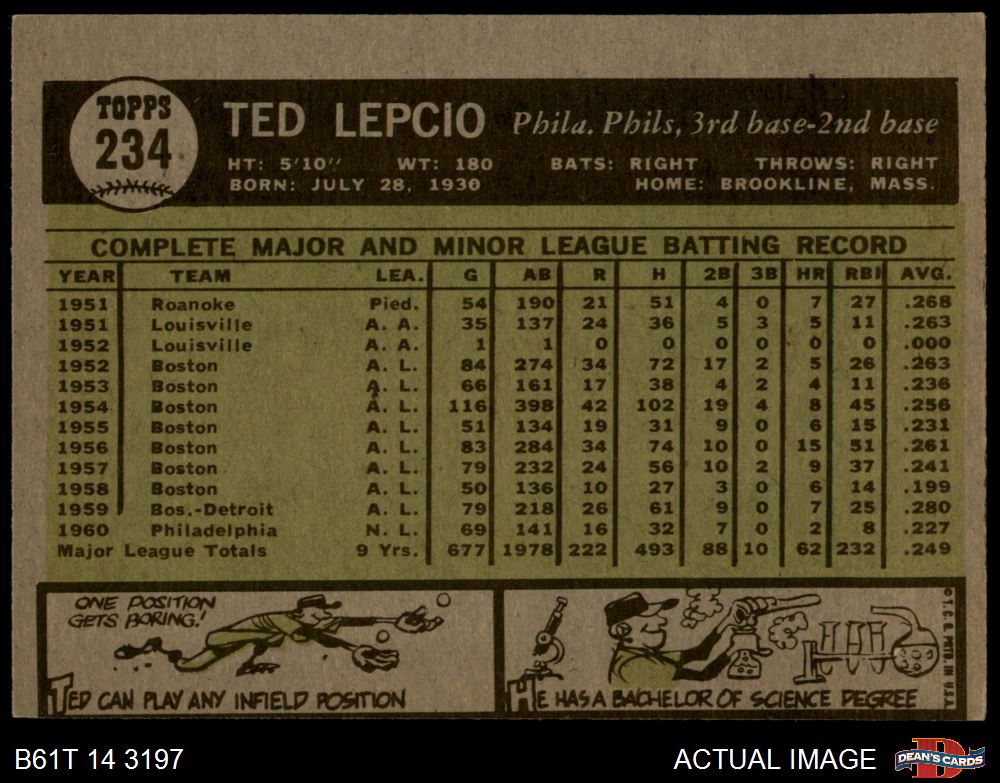 TOPPS
234
TED LEPCIO Phila. Phils, 3rd base-2nd base
HT: 5'10'' WT: 180 BATS: RIGHT THROWS: RIGHT
BORN: JULY 28, 1930 HOME: BROOKLINE, MASS.
COMPLETE MAJOR AND MINOR LEAGUE BATTING RECORD
YEAR TEAM LEA. G AB R H 2B 3B HR RBI AVG.
1951 Roanoke Pied. 54 190 21 51 4 0 7 27 .268
1951 Louisville A. A. 35 137 24 36 5 3 5 11 .263
1952 Louisville A. A. 1 1 0 0 0 0 0 0 .000
1952 Boston A. L. 84 274 34 72 17 2 5 26 .263
1953 Boston A. L. 66 161 17 38 4 2 4 11 .236
1954 Boston A. L. 116 398 42 102 19 4 8 45 .256
1955 Boston A. L. 51 134 19 31 9 0 6 15 .231
1956 Boston A. L. 83 284 34 74 10 0 15 51 .261
1957 Boston A. L. 79 232 24 56 10 2 9 37 .241
1958 Boston A. L. 50 136 10 27 3 0 6 14 .199
1959 Bos.-Detroit A. L. 79 218 26 61 9 0 7 25 .280
1960 Philadelphia N. L. 69 141 16 32 7 0 2 8 .227
Major League Totals 9 Yrs. 677 1978 222 493 88 10 62 232 .249
ONE POSITION
GETS BORING!
TED CAN PLAY ANY INFIELD POSITION
HE HAS A BACHELOR OF SCIENCE DEGREE
© T. C. G. PRTD. IN U.S.A.
B61T 14 3197 ACTUAL IMAGE
DEAN'S CARDS